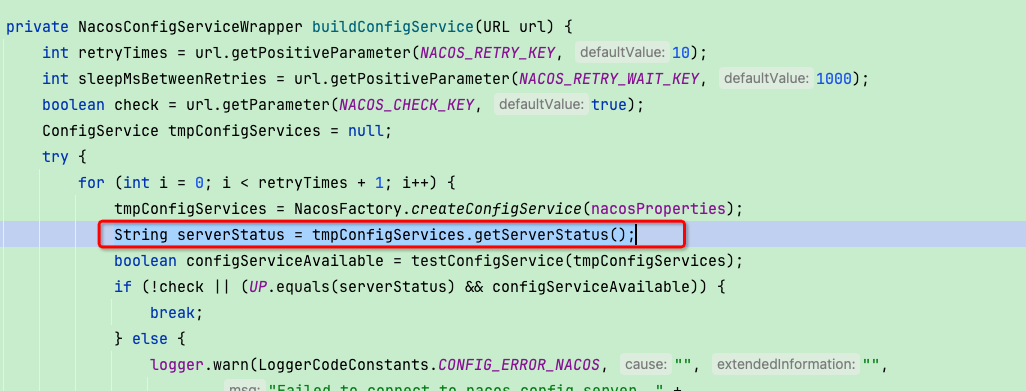 private NacosConfigServiceWrapper buildConfigService(URL url) {
int retryTimes = url.getPositiveParameter(NACOS_RETRY_KEY, defaultValue: 10);
int sleepMsBetweenRetries = url.getPositiveParameter(NACOS_RETRY_WAIT_KEY, defaultValue: 1000);
boolean check = url.getParameter(NACOS_CHECK_KEY, defaultValue: true);
ConfigService tmpConfigServices = null;
try {
for (int i = 0; i < retryTimes + 1; i++) {
tmpConfigServices = NacosFactory.createConfigService(nacosProperties);
String serverStatus = tmpConfigServices.getServerStatus();
boolean configServiceAvailable = testConfigService(tmpConfigServices);
if (!check || (UP.equals(serverStatus) && configServiceAvailable)) {
break;
} else {
logger.warn(LoggerCodeConstants.CONFIG_ERROR_NACOS, cause: "", extendedInformation: "",
msg: "Failed to connect to nacos config server. " +